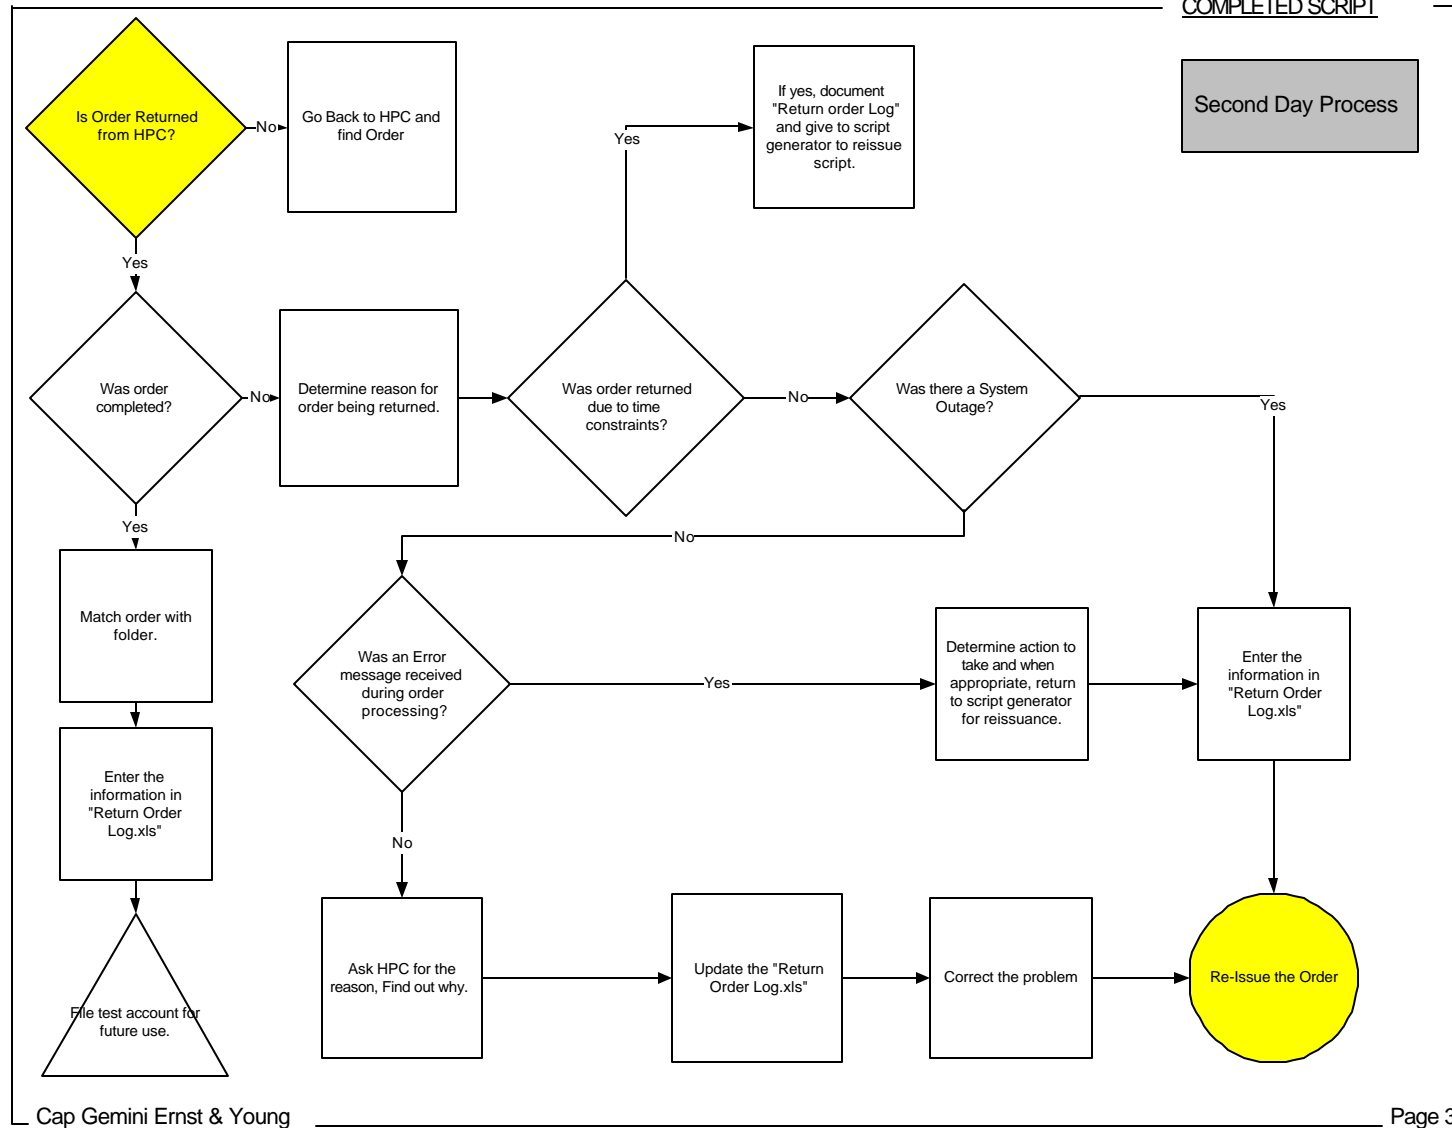 COMPLETED SCRIPT
Second Day Process
Is Order Returned
from HPC?
No
Go Back to HPC and
find Order
If yes, document
"Return order Log"
and give to script
generator to reissue
script.
Yes
Yes
Was order
completed?
No
Determine reason for
order being returned.
Was order returned
due to time
constraints?
No
Was there a System
Outage?
Yes
Yes
No
Match order with
folder.
Was an Error
message received
during order
processing?
Yes
Determine action to
take and when
appropriate, return
to script generator
for reissuance.
Enter the
information in
"Return Order
Log.xls"
Enter the
information in
"Return Order
Log.xls"
No
File test account for
future use.
Ask HPC for the
reason, Find out why.
Update the "Return
Order Log.xls"
Correct the problem
Re-Issue the Order
Cap Gemini Ernst & Young
Page 3